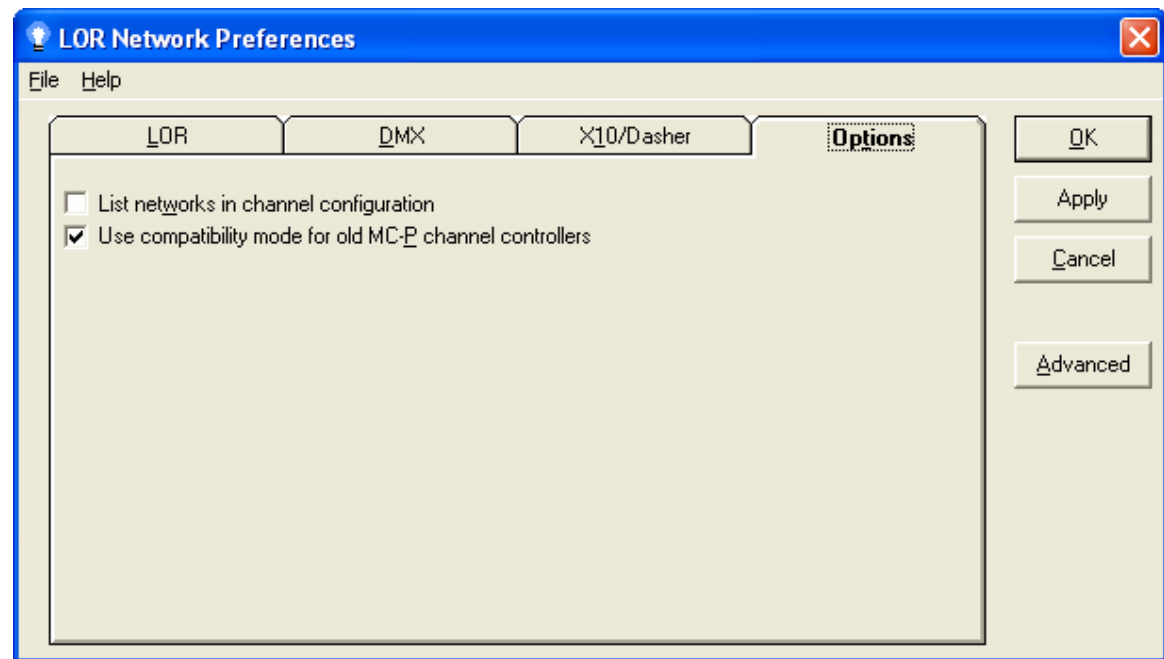 LOR Network Preferences
File Help
LOR DMX X10/Dasher Options
OK
List networks in channel configuration
Apply
Use compatibility mode for old MC-P channel controllers
Cancel
Advanced